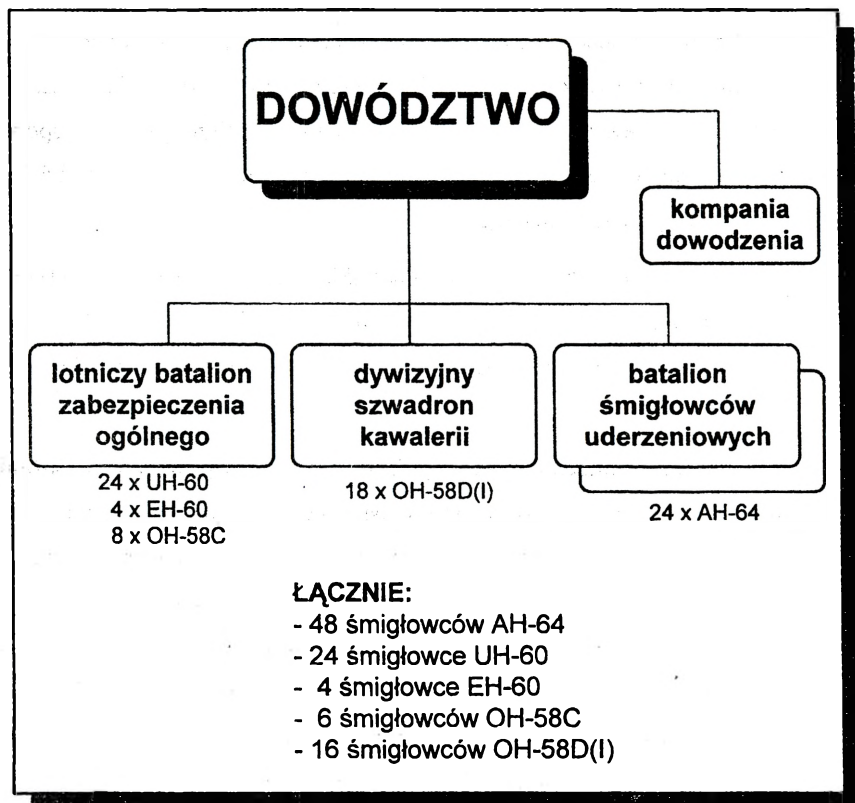 DOWÓDZTWO
kompania
dowodzenia
lotniczy batalion
zabezpieczenia
ogólnego
24 x UH-60
4 x EH-60
8 x OH-58C
dywizyjny
szwadron
kawalerii
18 x OH-58D(I)
batalion
śmigłowców
uderzeniowych
24 x AH-64
ŁĄCZNIE:
- 48 śmigłowców AH-64
- 24 śmigłowce UH-60
- 4 śmigłowce EH-60
- 6 śmigłowców OH-58C
- 16 śmigłowców OH-58D(I)